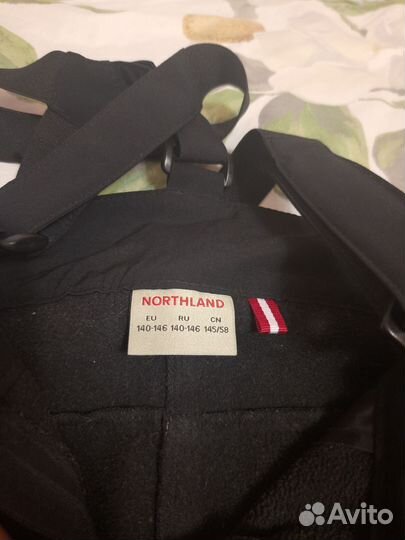 NORTHLAND
EU RU CN
140-146 140-146 145/58
Avito